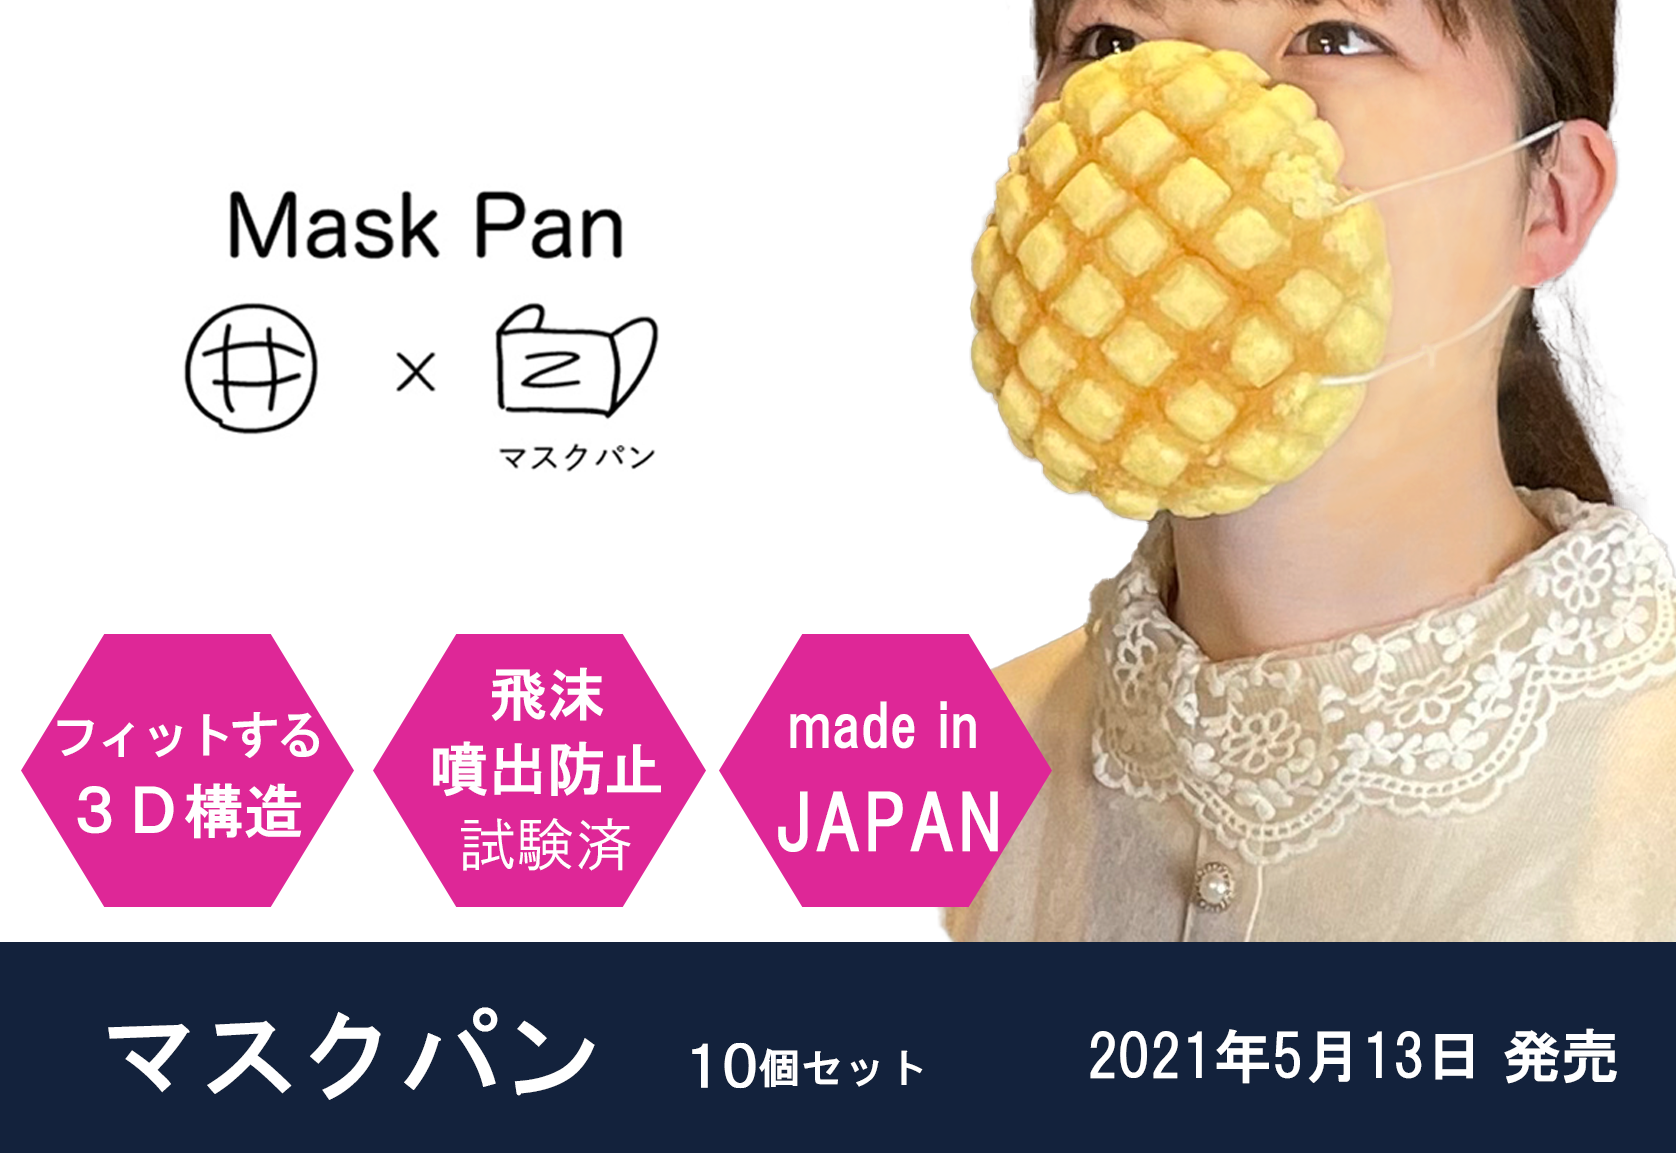 Mask Pan
×
マスクパン
フィットする
３Ｄ構造
飛沫
噴出防止
試験済
made in
JAPAN
マスクパン 10個セット 2021年5月13日 発売